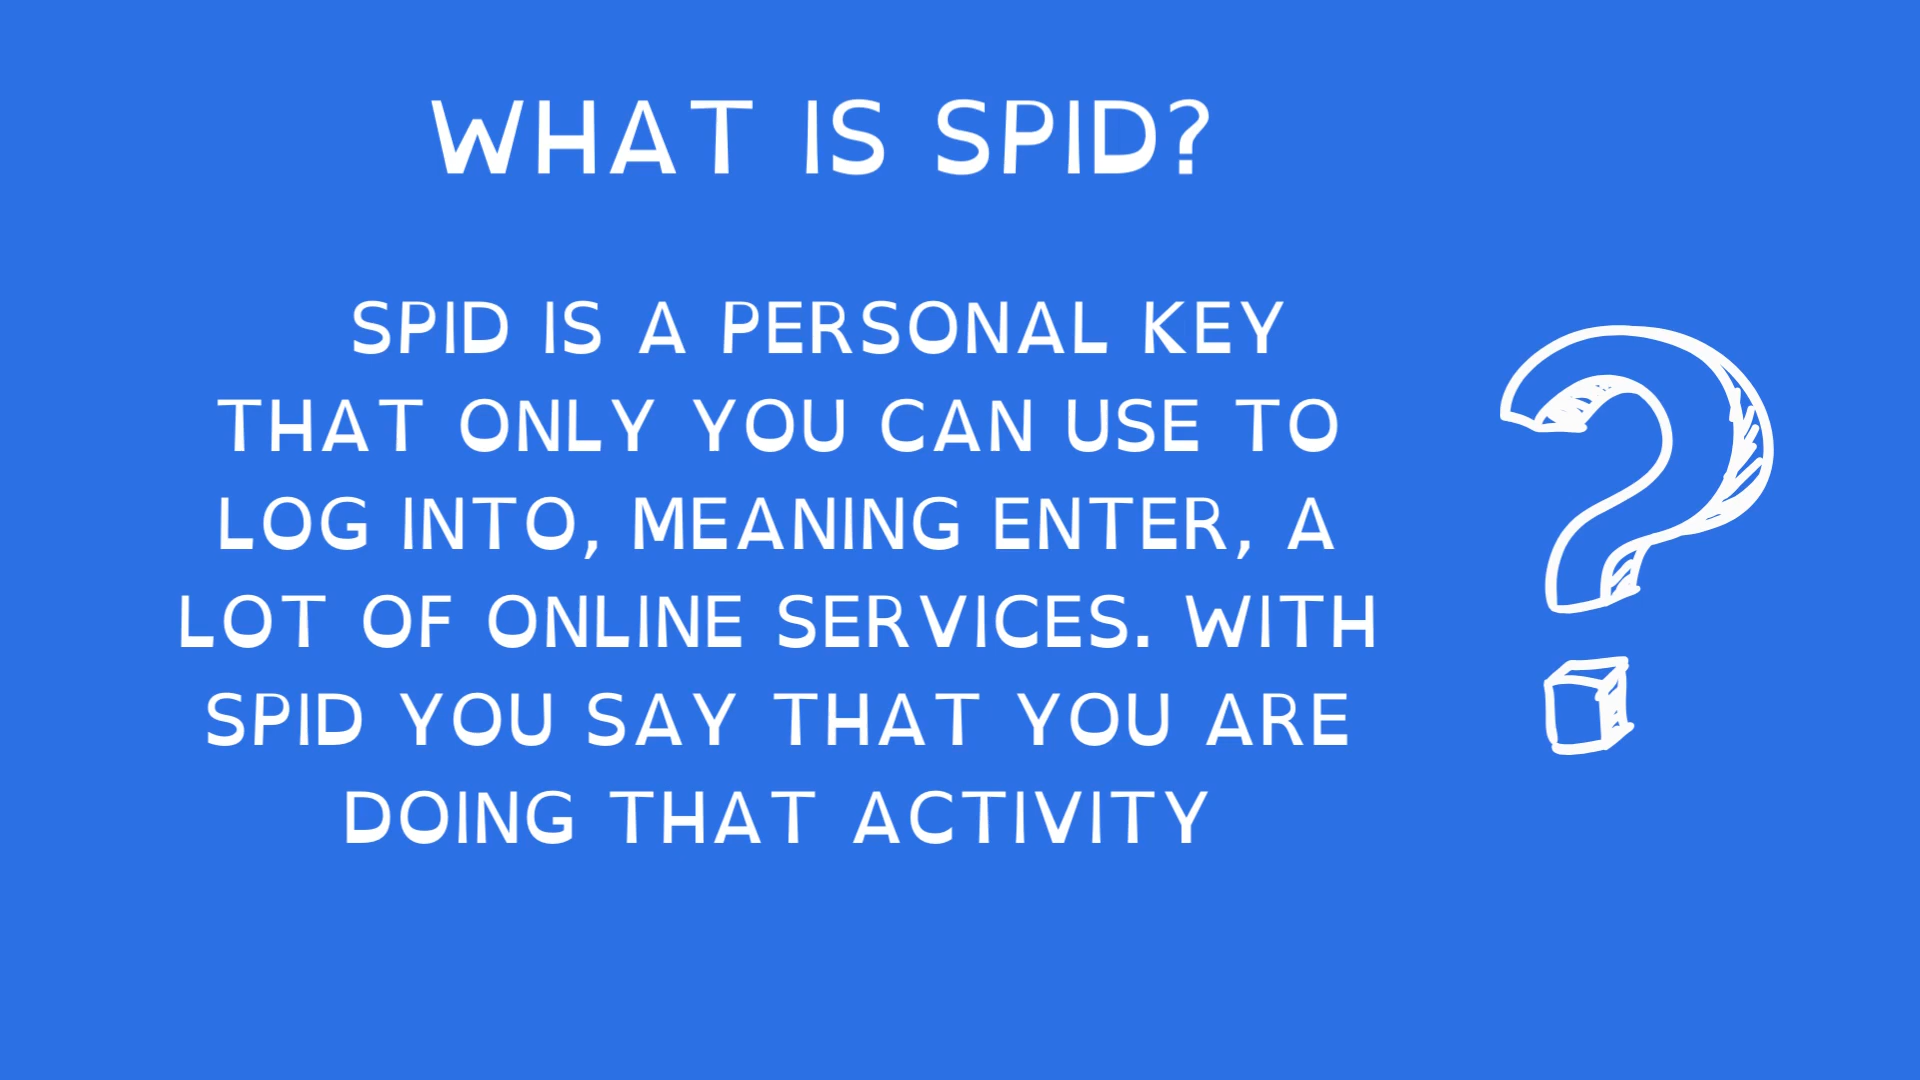 WHAT IS SPID?
SPID IS A PERSONAL KEY
THAT ONLY YOU CAN USE TO
LOG INTO, MEANING ENTER, A
LOT OF ONLINE SERVICES. WITH
SPID YOU SAY THAT YOU ARE
DOING THAT ACTIVITY